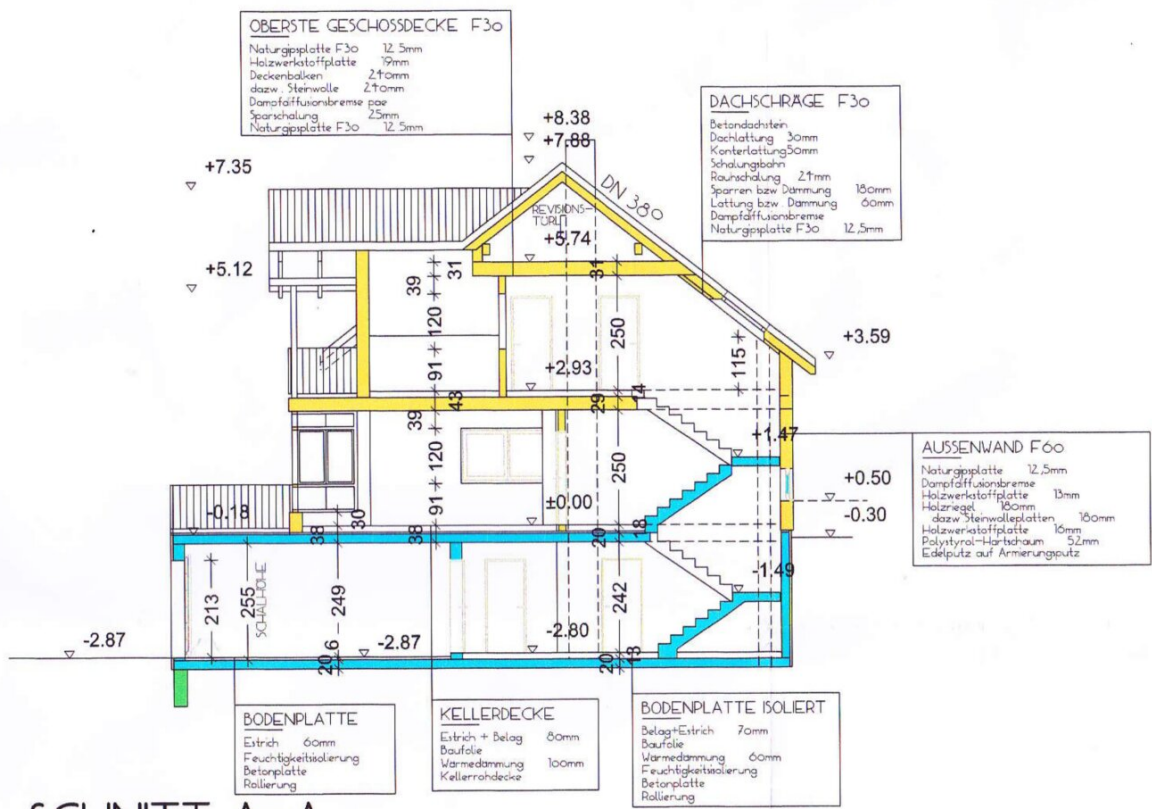 OBERSTE GESCHOSSDECKE F30
Naturgipsplatte F30 12.5mm
Holzwerkstoffplatte 19mm
Deckenbalken 240mm
dazw. Steinwolle 240mm
Dampfdiffusionsbremse pae
Sparschalung 25mm
Naturgipsplatte F30 12.5mm
DACHSCHRÄGE F30
Betondachstein
Dachlattung 30mm
Konterlattung 50mm
Schalungsbahn
Rauhschalung 24mm
Sparren bzw Dämmung 180mm
Lattung bzw. Dämmung 60mm
Dampfdiffusionsbremse
Naturgipsplatte F30 12,5mm
+8.38
+7.88
+7.35
DN 380
REVISIONS-
TÜRL
+5.74
+5.12
31
31
39
120
250
91
115
+3.59
+2.93
14
43
29
39
+1.47
120
250
91
±0.00
+0.50
-0.30
-0.18
30
38
38
20
18
AUSSENWAND F60
Naturgipsplatte 12,5mm
Dampfdiffusionsbremse
Holzwerkstoffplatte 13mm
Holzriegel 180mm
dazw Steinwolleplatten 180mm
Holzwerkstoffplatte 16mm
Polystyrol-Hartschaum 52mm
Edelputz auf Armierungsputz
-1.49
213
255
SCHALHÖHE
249
242
-2.87
-2.87
-2.80
6
20
20
13
BODENPLATTE
Estrich 60mm
Feuchtigkeitsisolierung
Betonplatte
Rollierung
KELLERDECKE
Estrich + Belag 80mm
Baufolie
Wärmedämmung 100mm
Kellerrohdecke
BODENPLATTE ISOLIERT
Belag+Estrich 70mm
Baufolie
Wärmedämmung 60mm
Feuchtigkeitsisolierung
Betonplatte
Rollierung
SCHNITT A-A